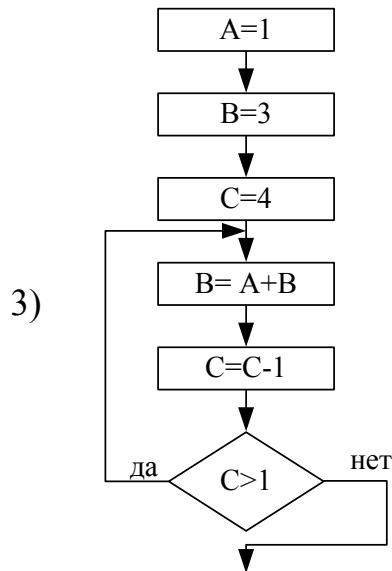 A=1
B=3
C=4
3)
B= A+B
C=C-1
да
C>1
нет